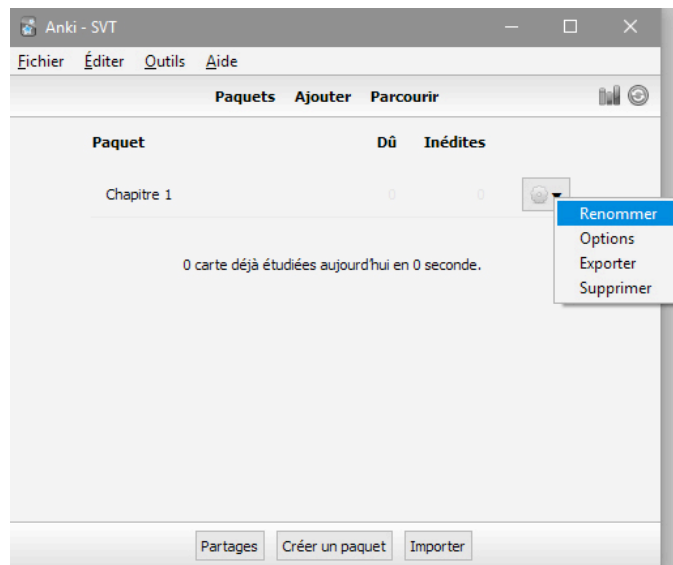 Anki - SVT
Fichier Éditer Outils Aide
Paquets Ajouter Parcourir
Paquet Dû Inédites
Chapitre 1 0 0
Renommer
Options
Exporter
Supprimer
0 carte déjà étudiées aujourd'hui en 0 seconde.
Partages Créer un paquet Importer